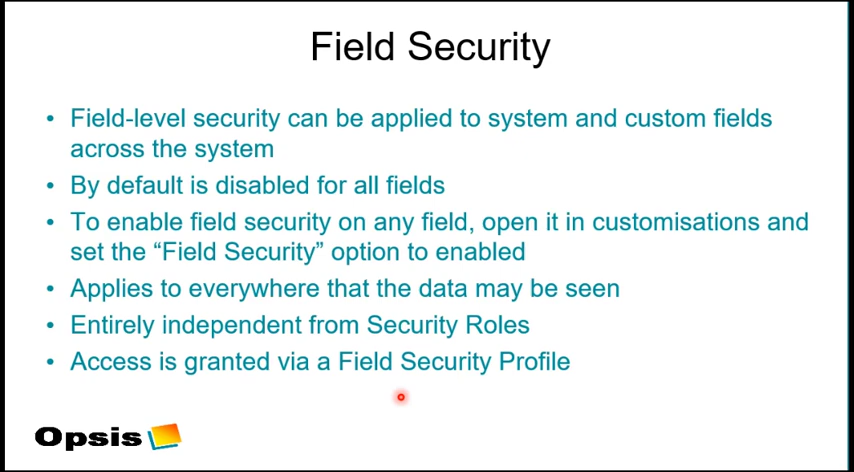 Field Security
• Field-level security can be applied to system and custom fields
across the system
• By default is disabled for all fields
• To enable field security on any field, open it in customisations and
set the “Field Security” option to enabled
• Applies to everywhere that the data may be seen
• Entirely independent from Security Roles
• Access is granted via a Field Security Profile
Opsis